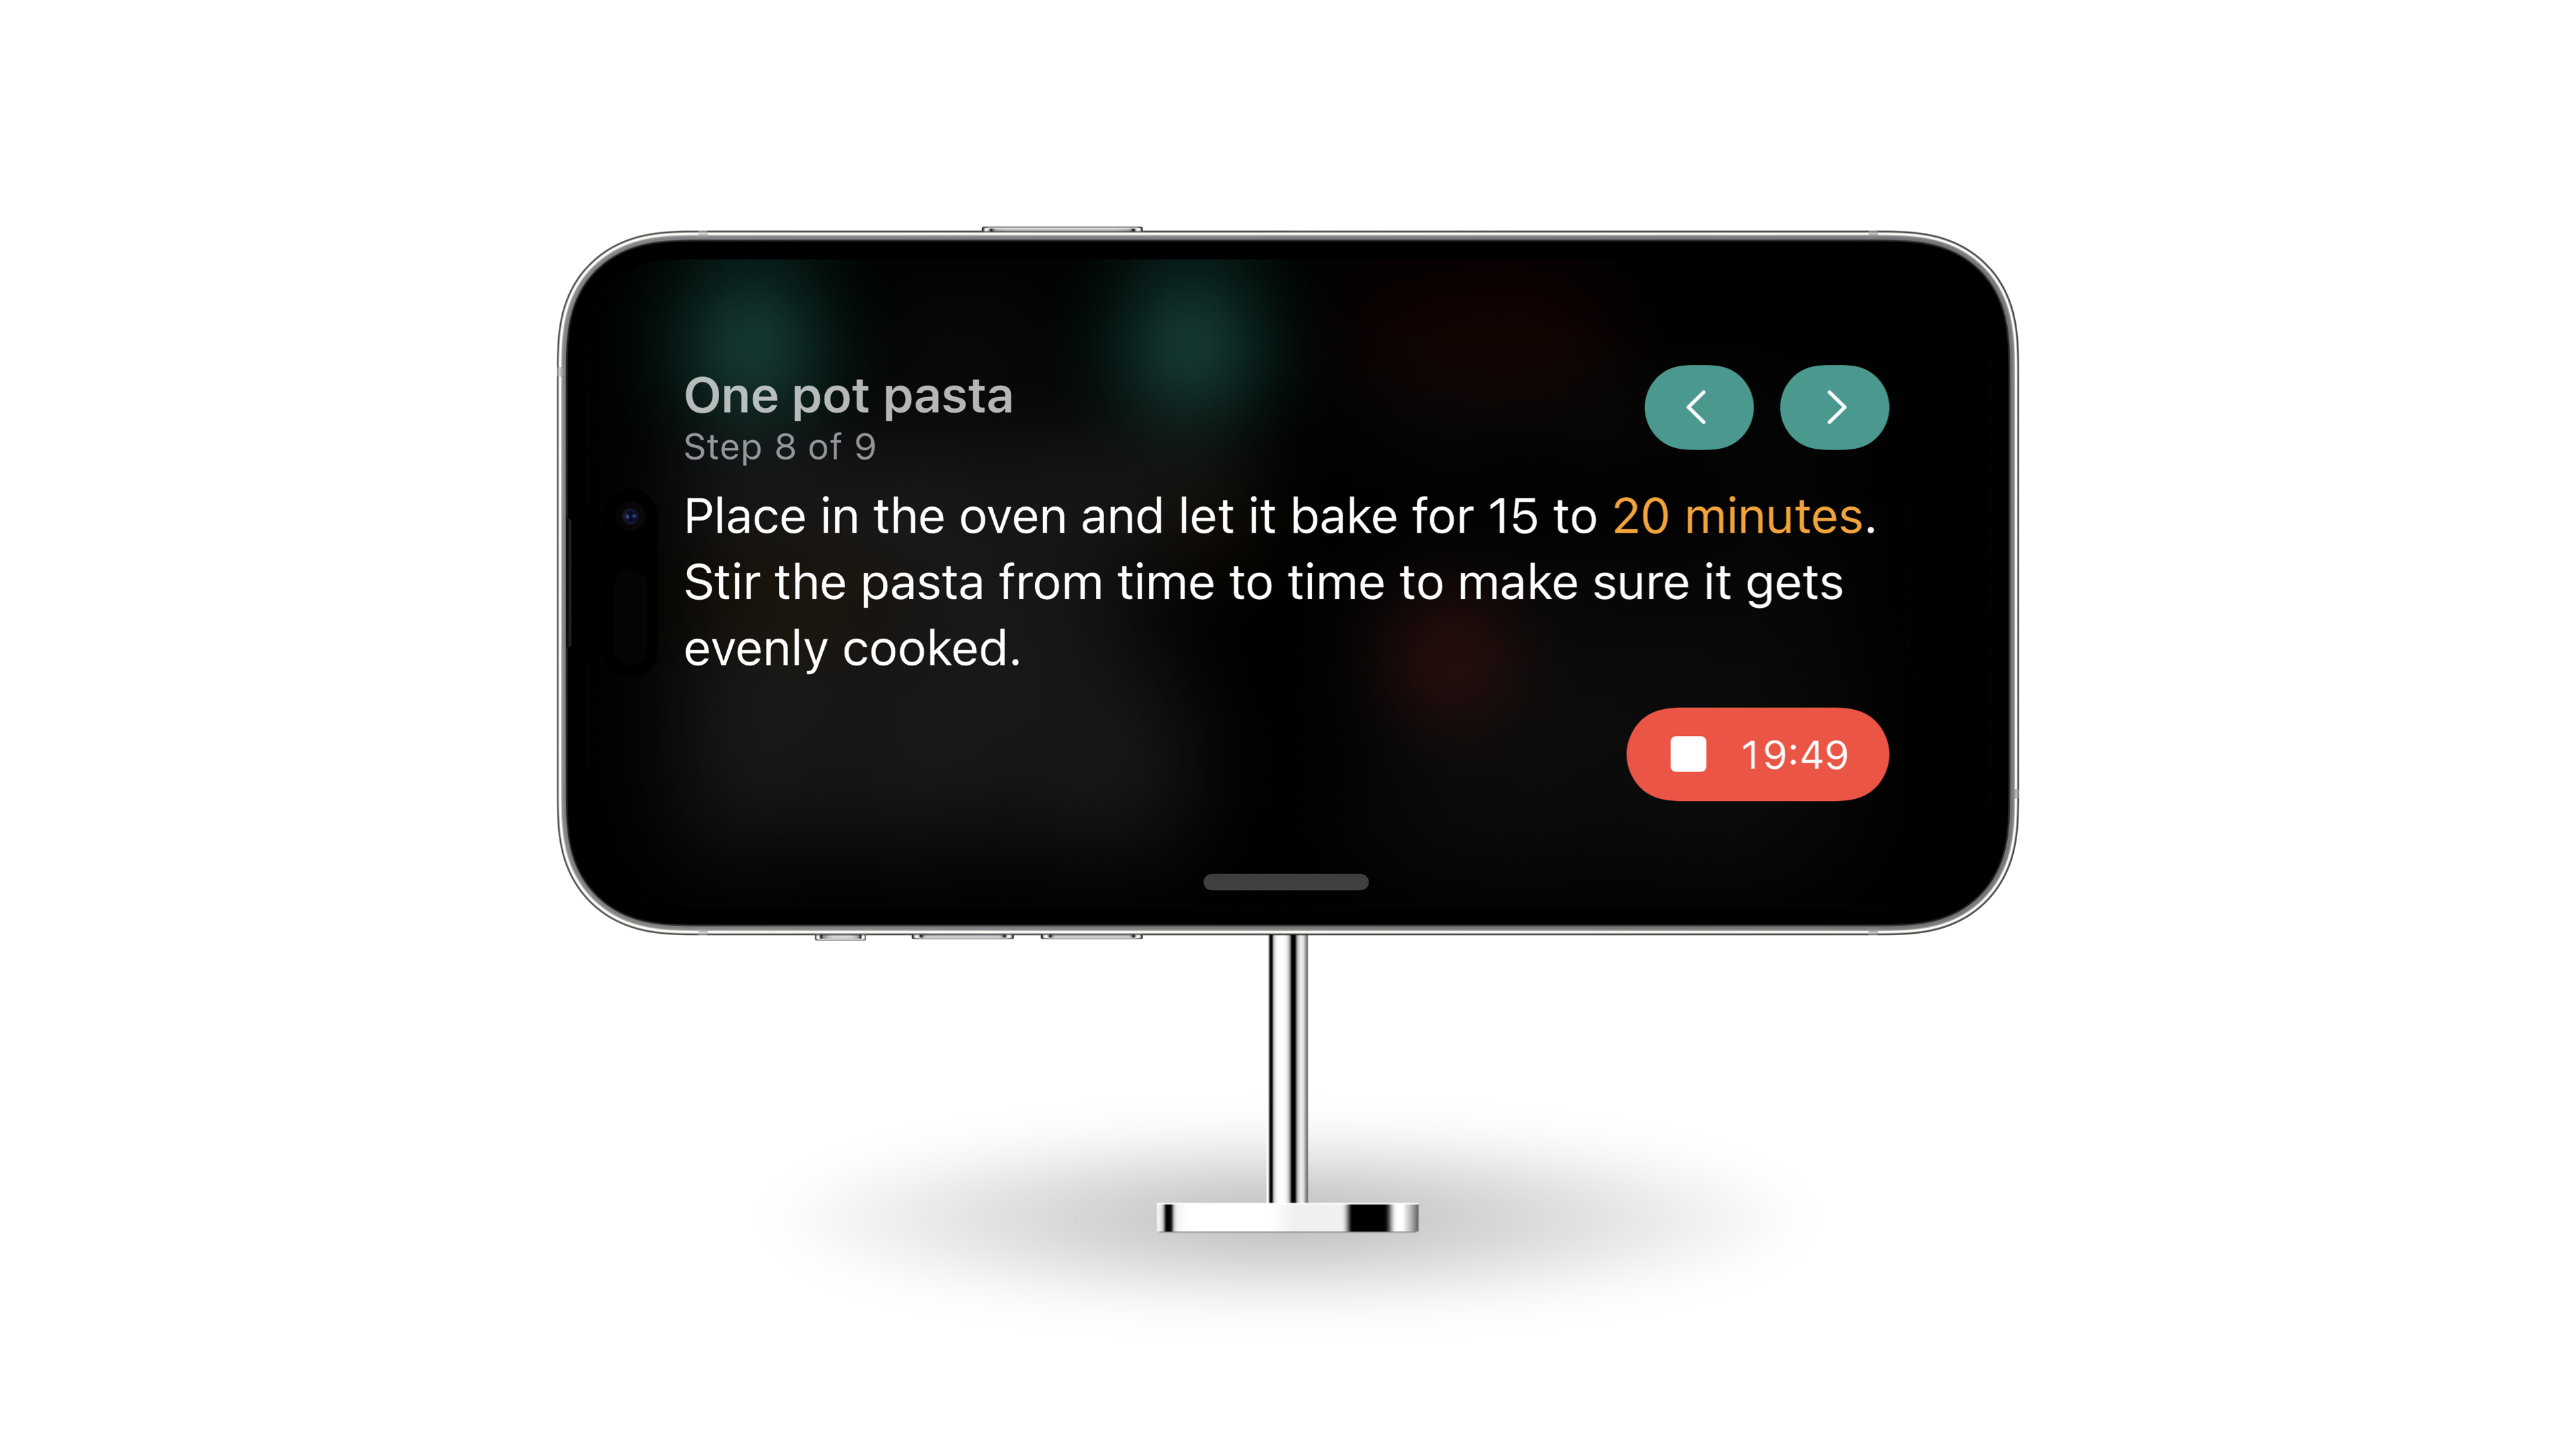 One pot pasta
Step 8 of 9
Place in the oven and let it bake for 15 to 20 minutes.
Stir the pasta from time to time to make sure it gets
evenly cooked.
19:49